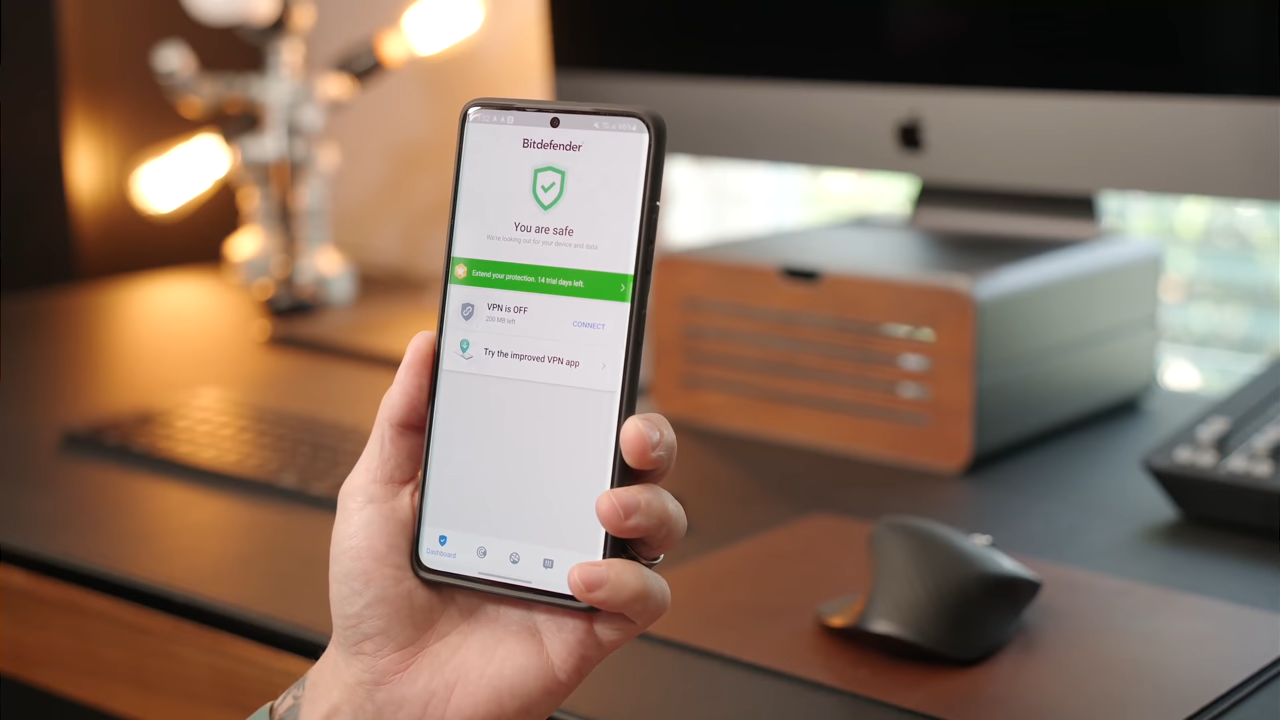 Bitdefender
You are safe
We're looking out for your device and data
Extend your protection. 14 trial days left.
VPN is OFF
200 MB left
CONNECT
Try the improved VPN app
Dashboard